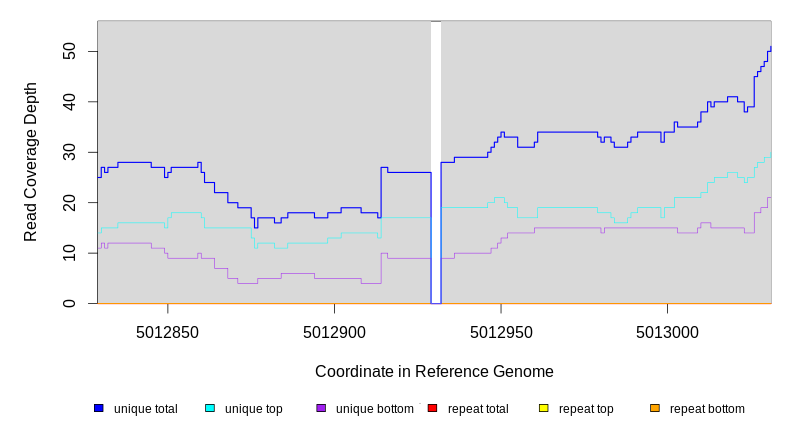 Read Coverage Depth
50
40
30
20
10
0
5012850 5012900 5012950 5013000
Coordinate in Reference Genome
unique total unique top unique bottom repeat total repeat top repeat bottom